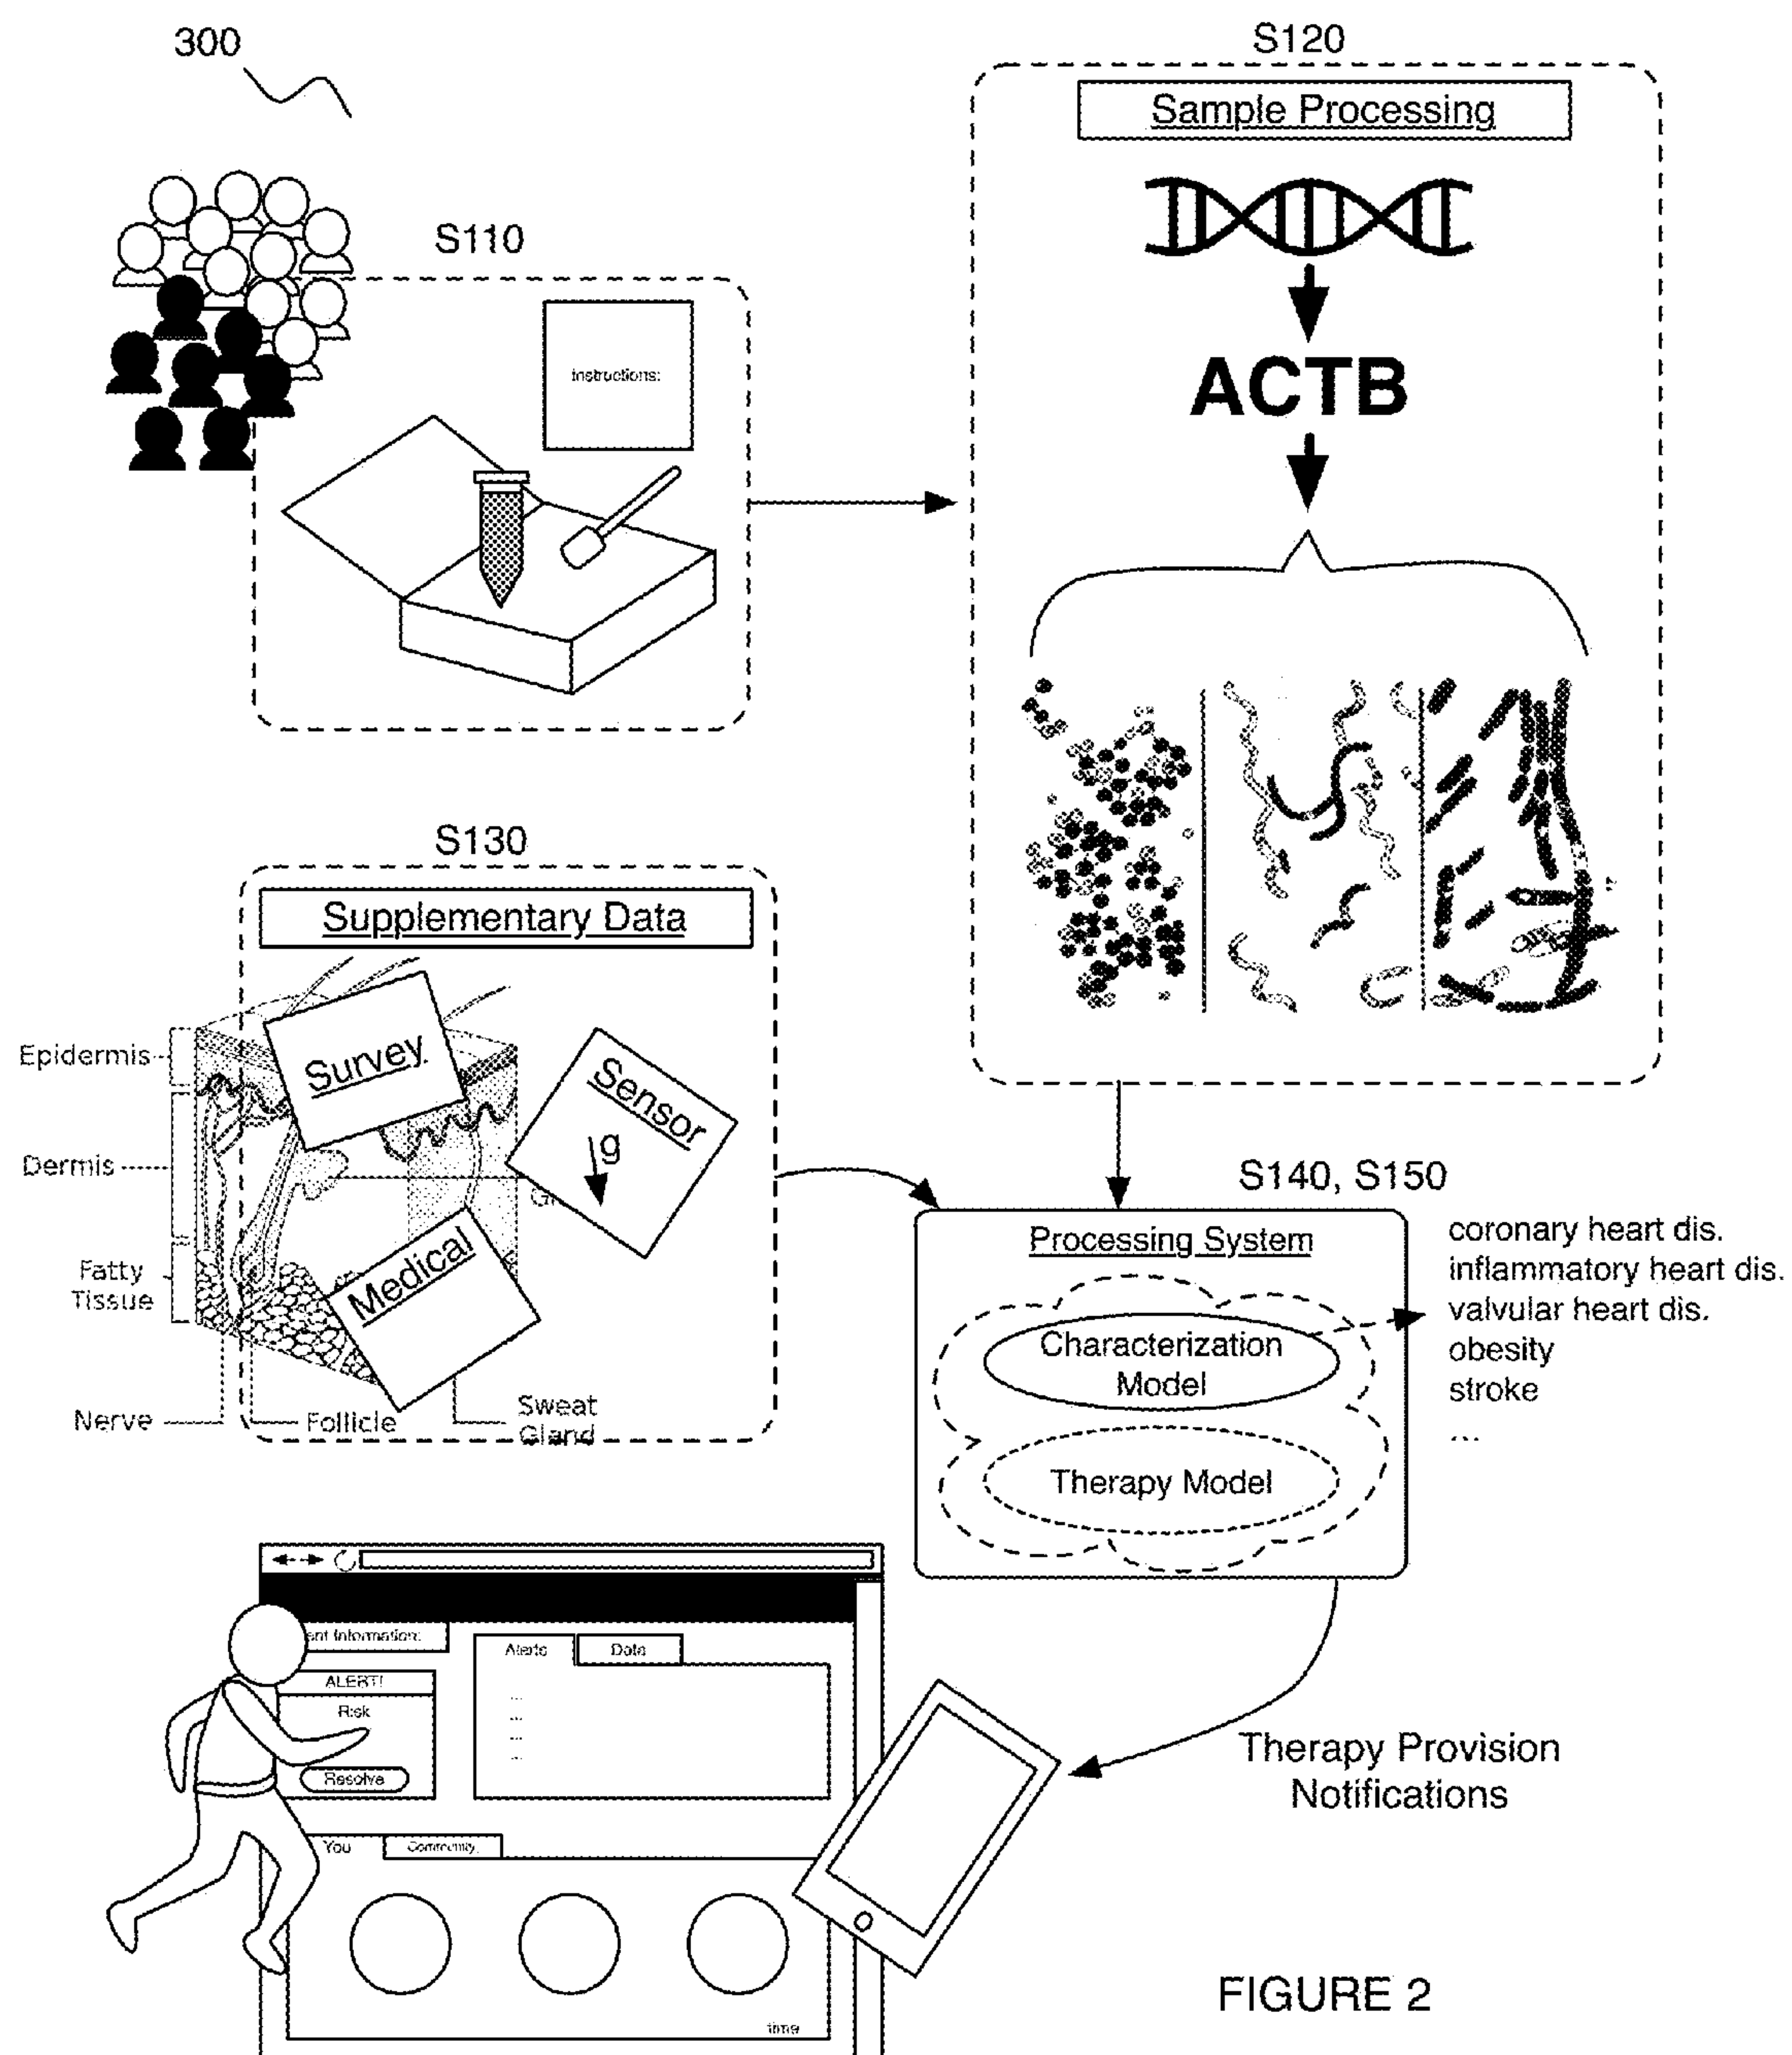 300
S110
Instructions:
S120
Sample Processing
ACTB
S130
Supplementary Data
Survey
Sensor
g
Medical
Epidermis
Dermis
Fatty
Tissue
Nerve
Follicle
Sweat
Gland
S140, S150
Processing System
Characterization
Model
Therapy Model
coronary heart dis.
inflammatory heart dis.
valvular heart dis.
obesity
stroke
...
Therapy Provision
Notifications
Information:
ALERT!
Risk
Resolve
Alerts
Data
...
...
...
You
Community
time
FIGURE 2